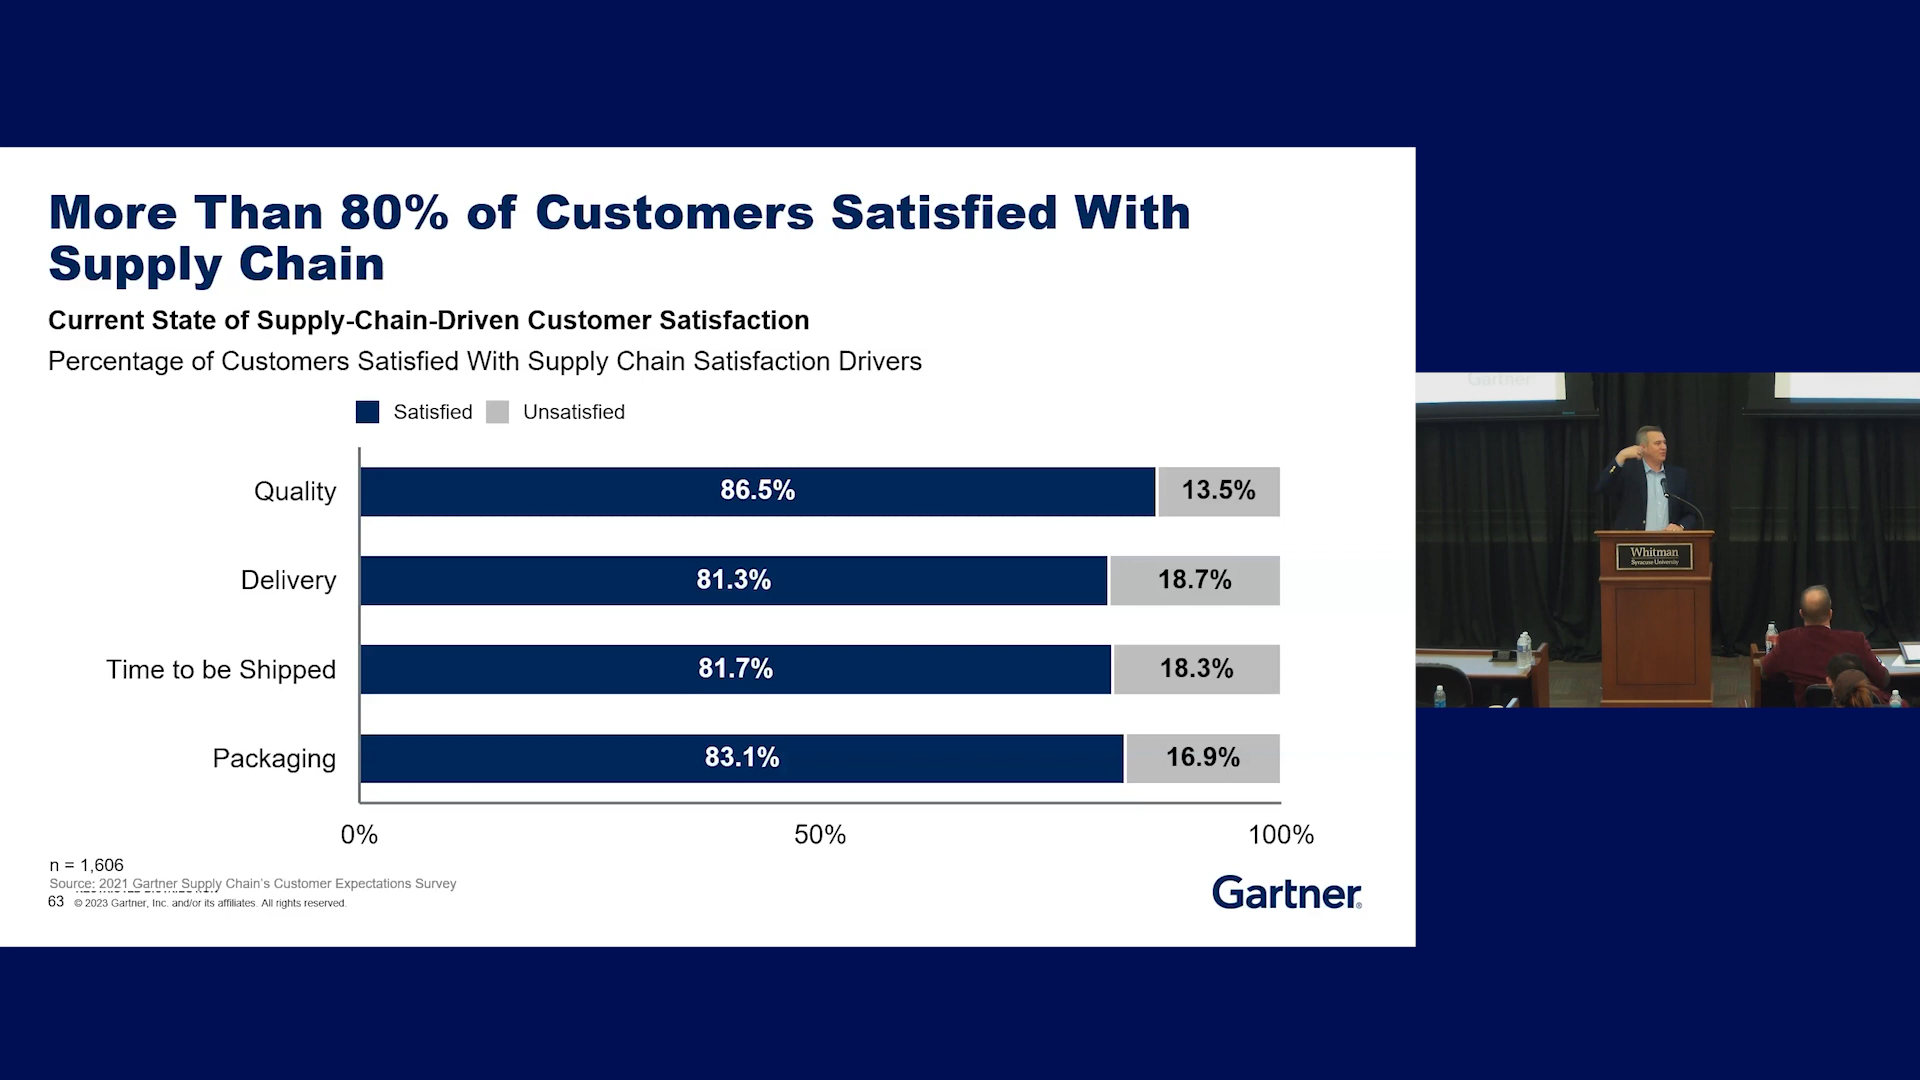 More Than 80% of Customers Satisfied With
Supply Chain
Current State of Supply-Chain-Driven Customer Satisfaction
Percentage of Customers Satisfied With Supply Chain Satisfaction Drivers
Satisfied Unsatisfied
Quality 86.5% 13.5%
Delivery 81.3% 18.7%
Time to be Shipped 81.7% 18.3%
Packaging 83.1% 16.9%
0% 50% 100%
n = 1,606
Source: 2021 Gartner Supply Chain's Customer Expectations Survey
63 © 2023 Gartner, Inc. and/or its affiliates. All rights reserved.
Gartner®
Gartner
Whitman
Syracuse University